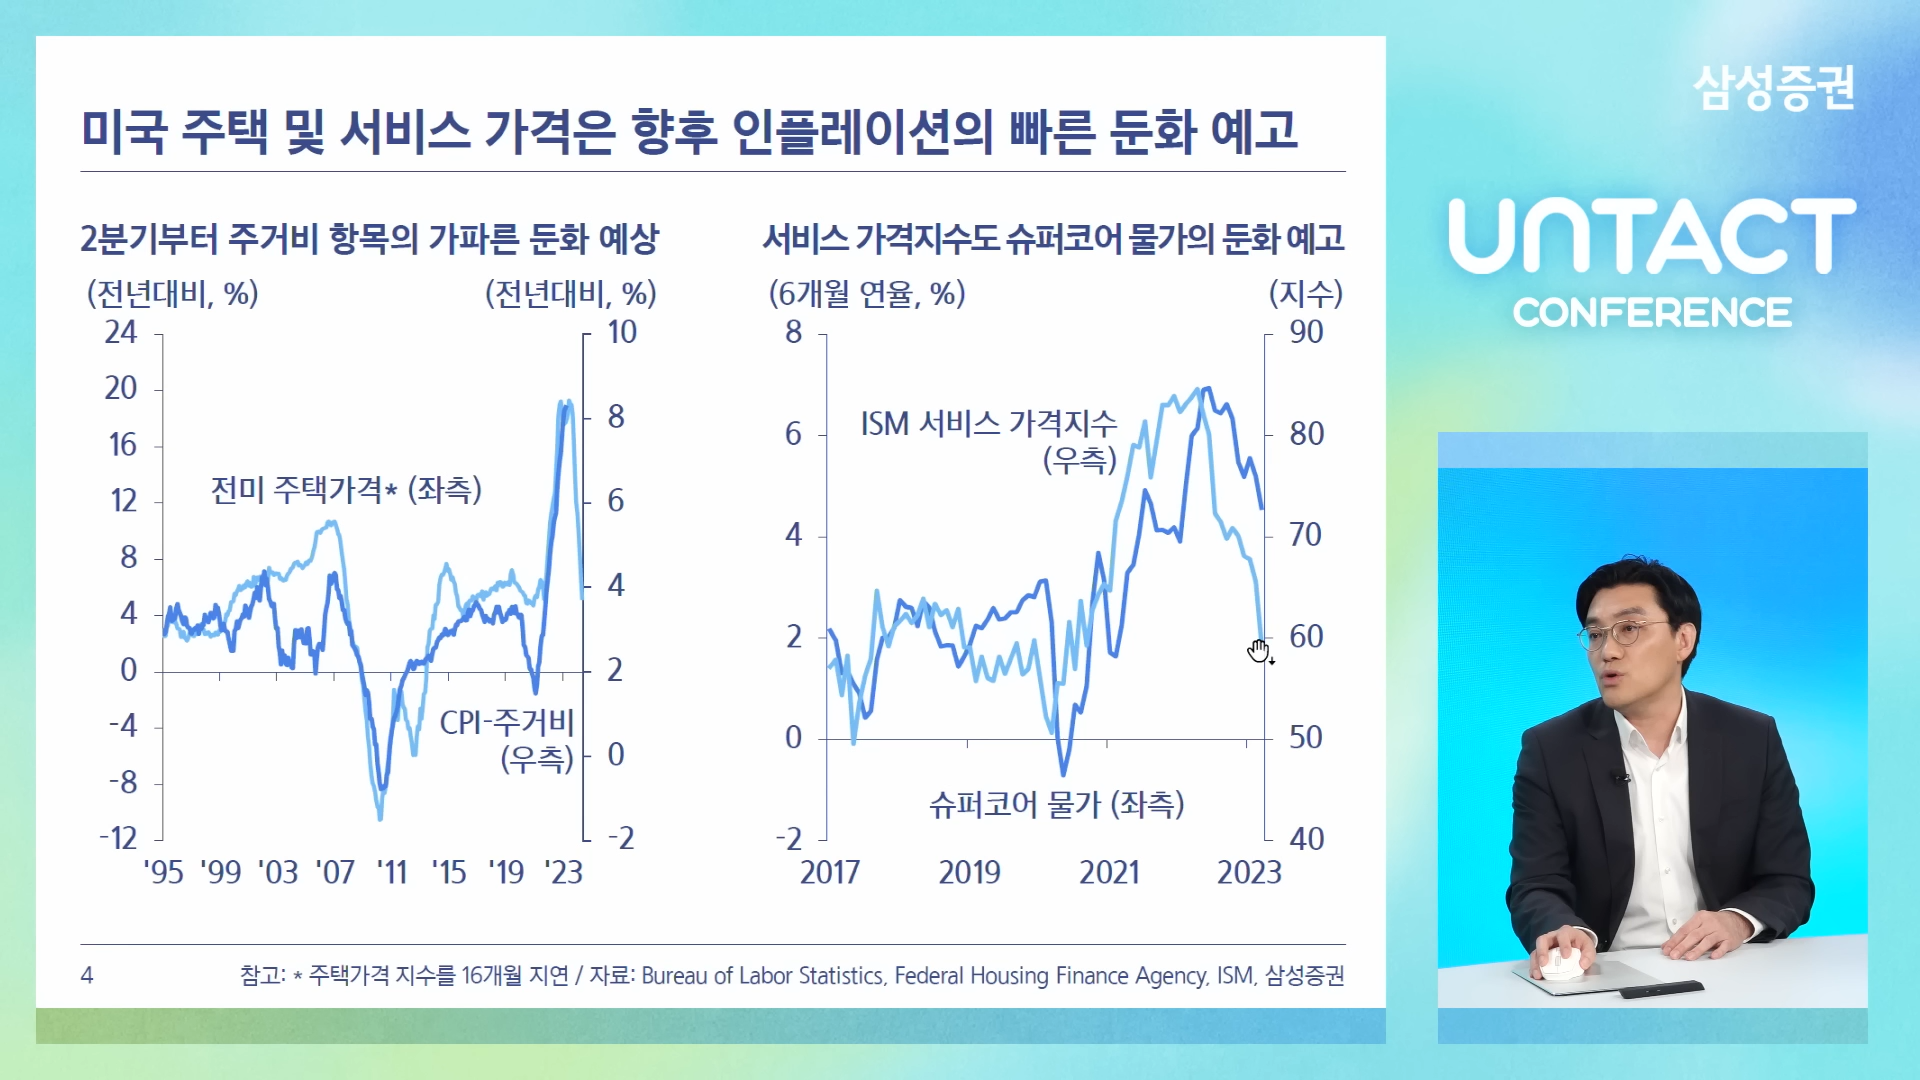 삼성증권
UNTACT
CONFERENCE
미국 주택 및 서비스 가격은 향후 인플레이션의 빠른 둔화 예고
2분기부터 주거비 항목의 가파른 둔화 예상
(전년대비, %)
(전년대비, %)
24
20
16
12
8
4
0
-4
-8
-12
10
8
6
4
2
0
-2
전미 주택가격* (좌측)
CPI-주거비
(우측)
'95 '99 '03 '07 '11 '15 '19 '23
서비스 가격지수도 슈퍼코어 물가의 둔화 예고
(6개월 연율, %)
(지수)
8
6
4
2
0
-2
90
80
70
60
50
40
ISM 서비스 가격지수
(우측)
슈퍼코어 물가 (좌측)
2017 2019 2021 2023
4
참고: * 주택가격 지수를 16개월 지연 / 자료: Bureau of Labor Statistics, Federal Housing Finance Agency, ISM, 삼성증권